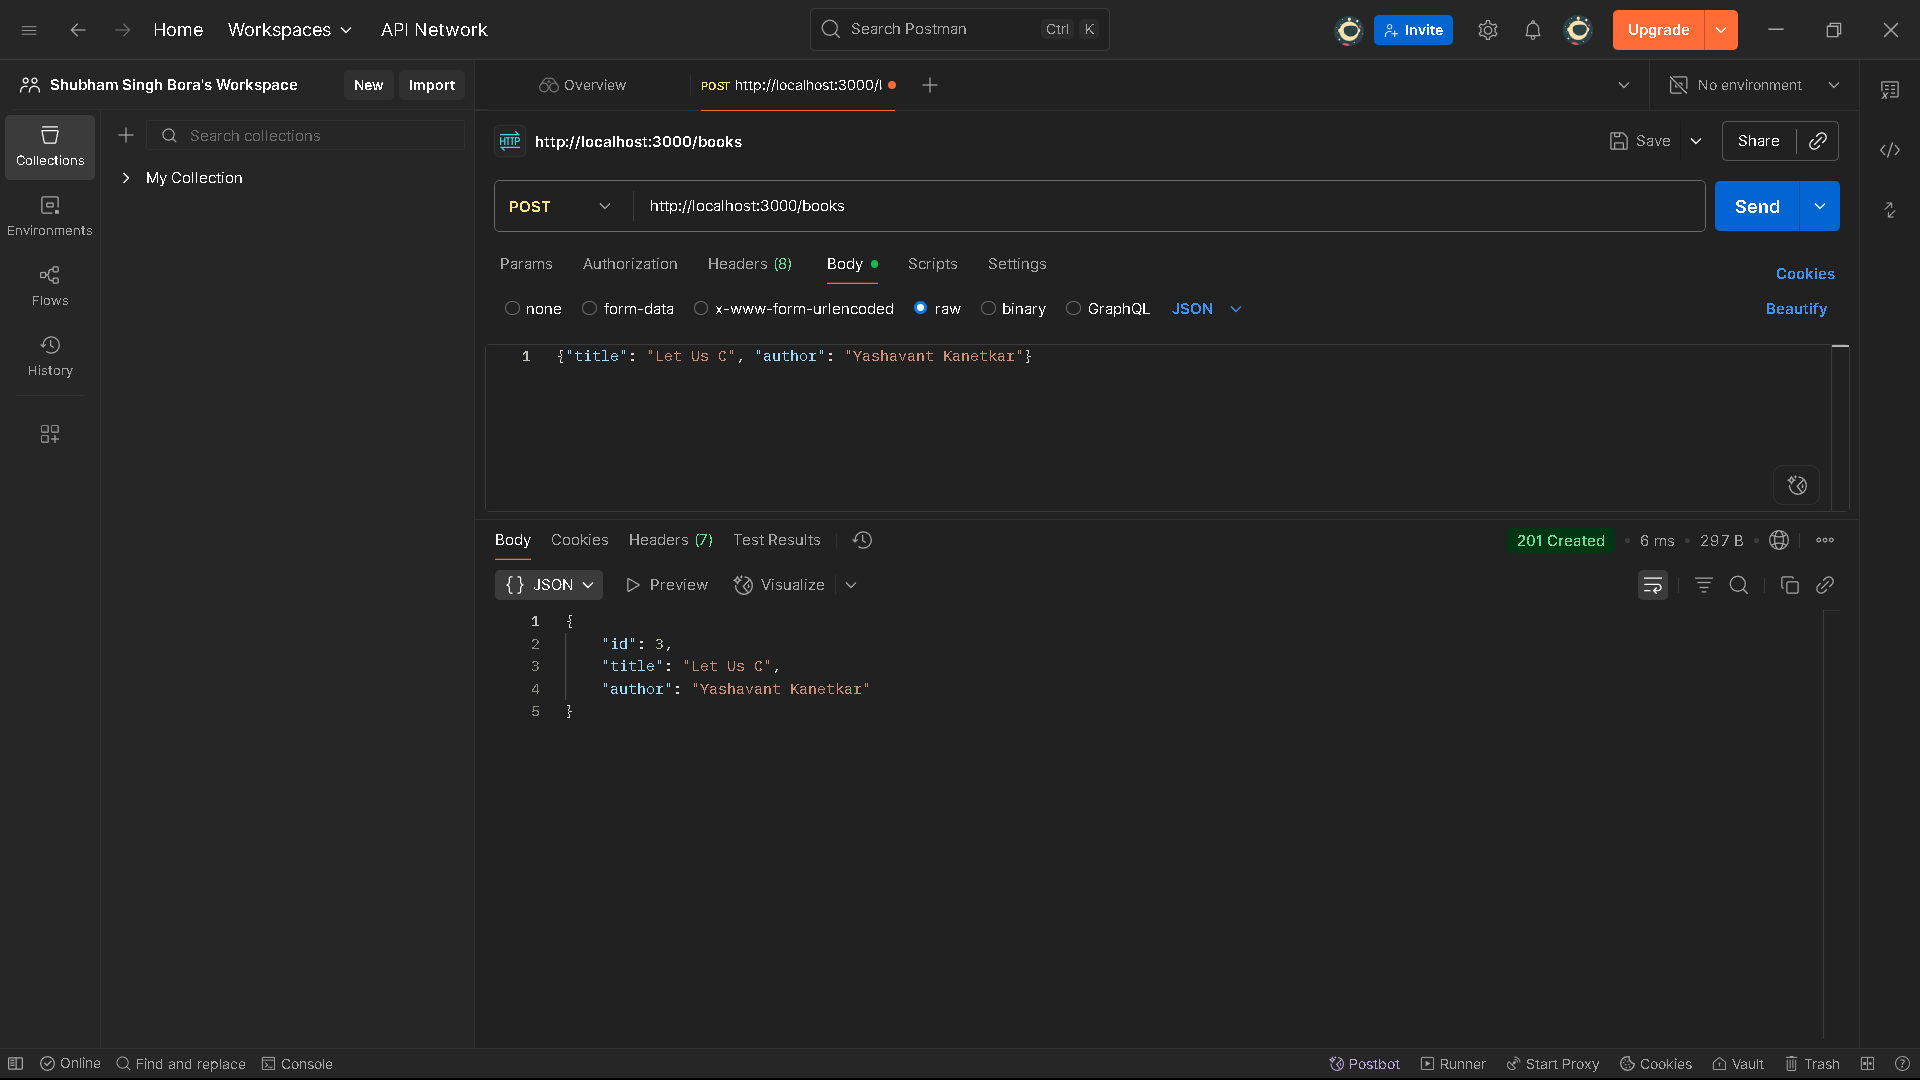 Home
Workspaces
API Network
Search Postman
Ctrl K
Invite
Upgrade
Shubham Singh Bora's Workspace
New
Import
Overview
POST http://localhost:3000/l
No environment
Collections
Search collections
My Collection
Environments
Flows
History
HTTP http://localhost:3000/books
Save
Share
POST
http://localhost:3000/books
Send
Params
Authorization
Headers (8)
Body
Scripts
Settings
Cookies
none
form-data
x-www-form-urlencoded
raw
binary
GraphQL
JSON
Beautify
1 {"title": "Let Us C", "author": "Yashavant Kanetkar"}
Body
Cookies
Headers (7)
Test Results
201 Created
6 ms
297 B
{} JSON
Preview
Visualize
1 {
2 "id": 3,
3 "title": "Let Us C",
4 "author": "Yashavant Kanetkar"
5 }
Online
Find and replace
Console
Postbot
Runner
Start Proxy
Cookies
Vault
Trash